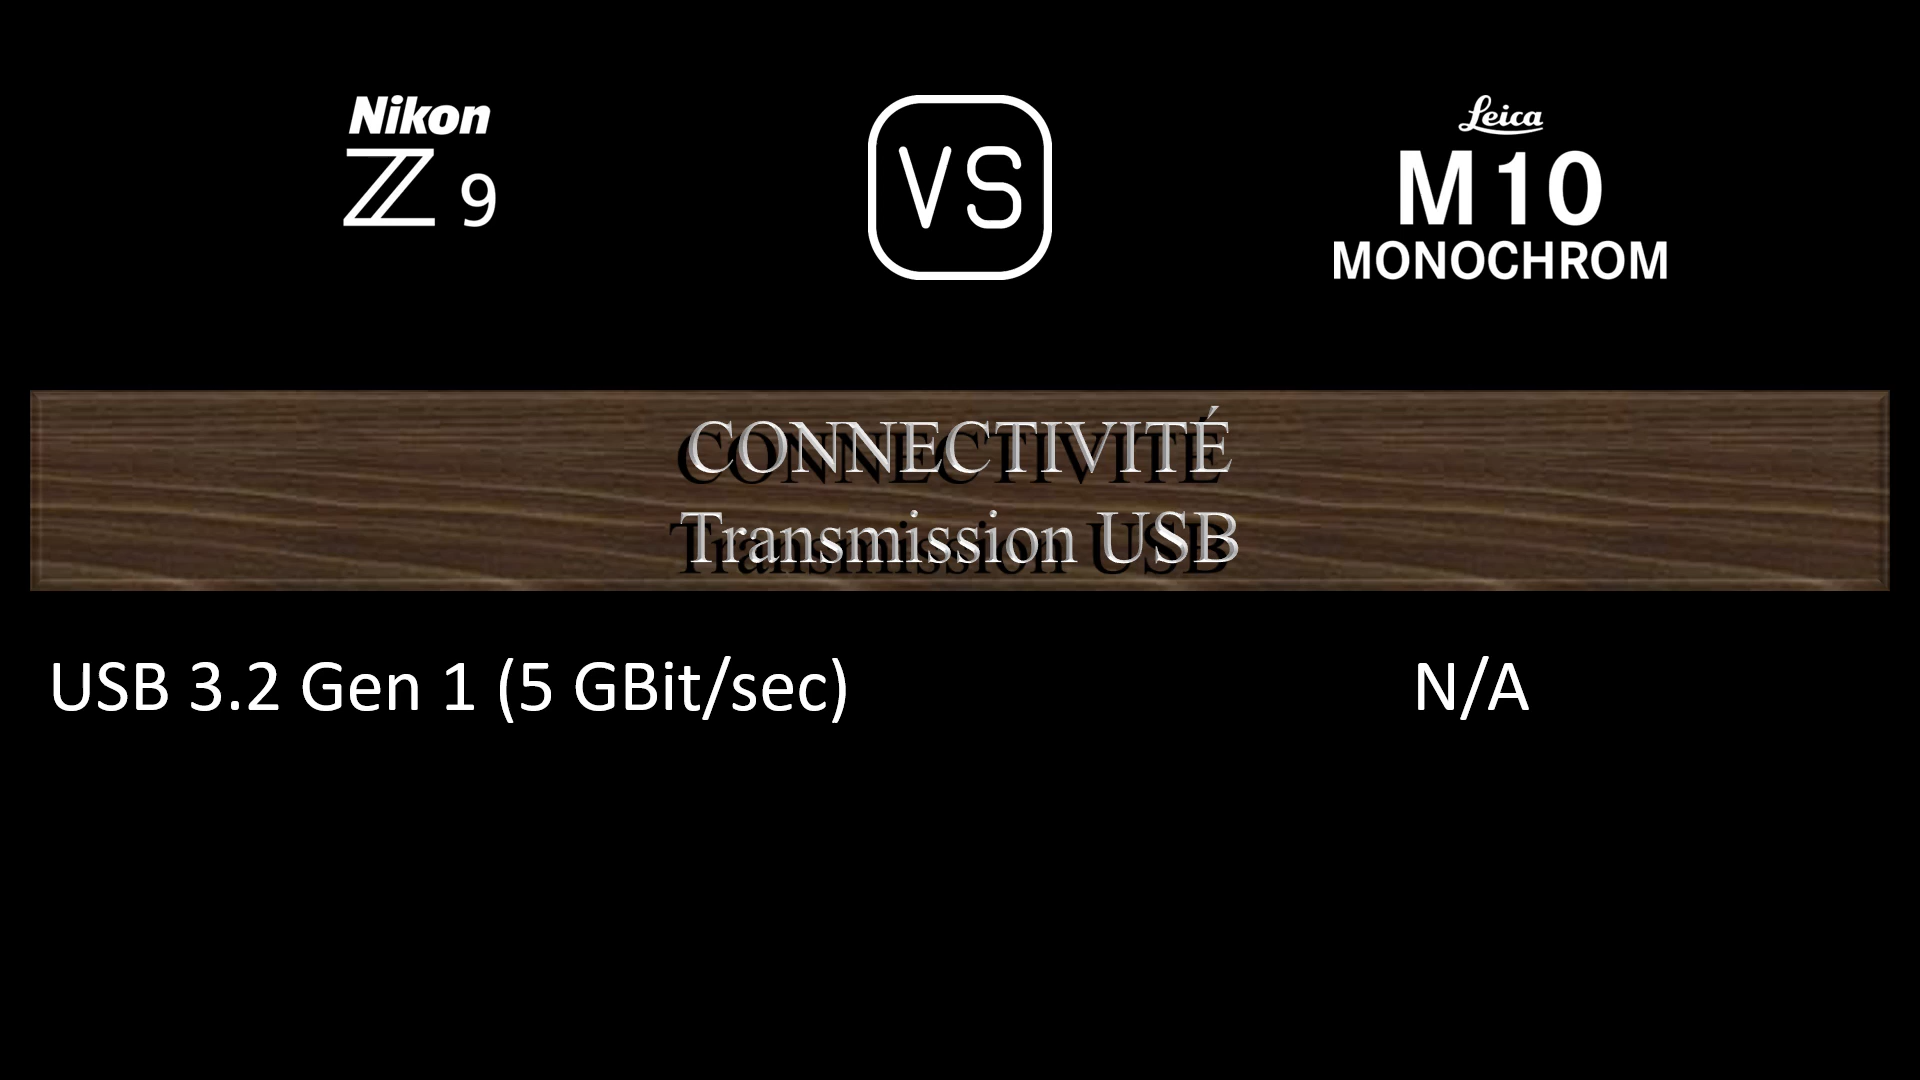 Nikon
Z 9
VS
Leica
M10
MONOCHROM
CONNECTIVITÉ
Transmission USB
USB 3.2 Gen 1 (5 GBit/sec)
N/A